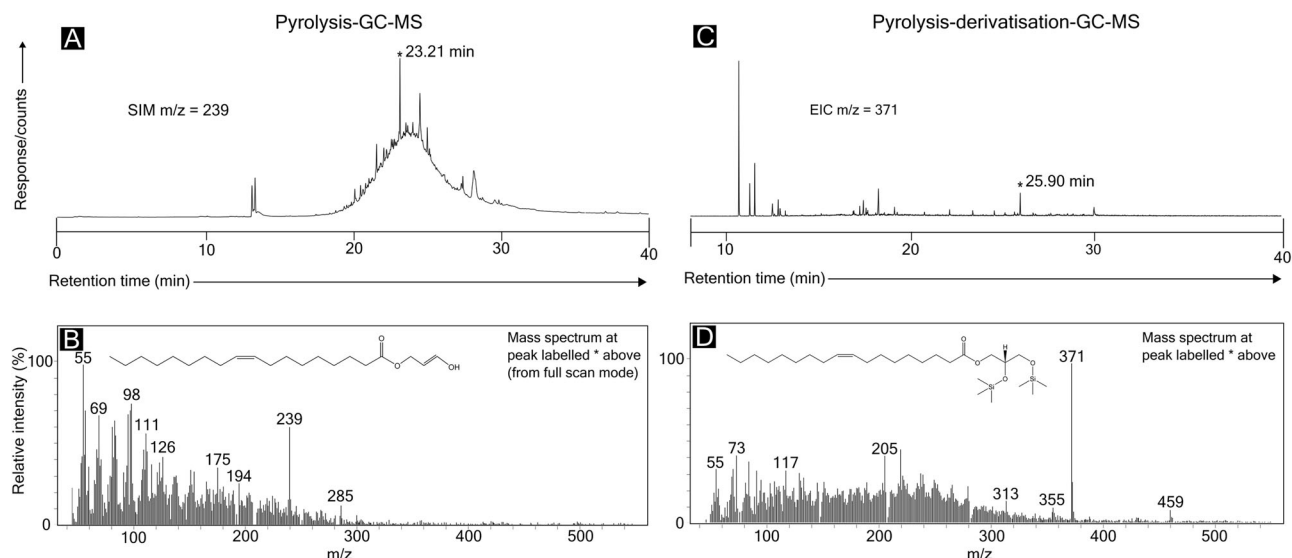 Pyrolysis-GC-MS
A
* 23.21 min
SIM m/z = 239
Response/counts
0 10 20 30 40
Retention time (min)
B
Mass spectrum at
peak labelled * above
(from full scan mode)
O
O
OH
Relative intensity (%)
100
0
55
69
98
111
126
175
194
239
285
100 200 300 400 500
m/z
Pyrolysis-derivatisation-GC-MS
C
EIC m/z = 371
* 25.90 min
10 20 30 40
Retention time (min)
D
Mass spectrum at
peak labelled * above
O
H
O
O
O
Si
Si
100
0
55
73
117
205
313
355
371
459
100 200 300 400 500
m/z